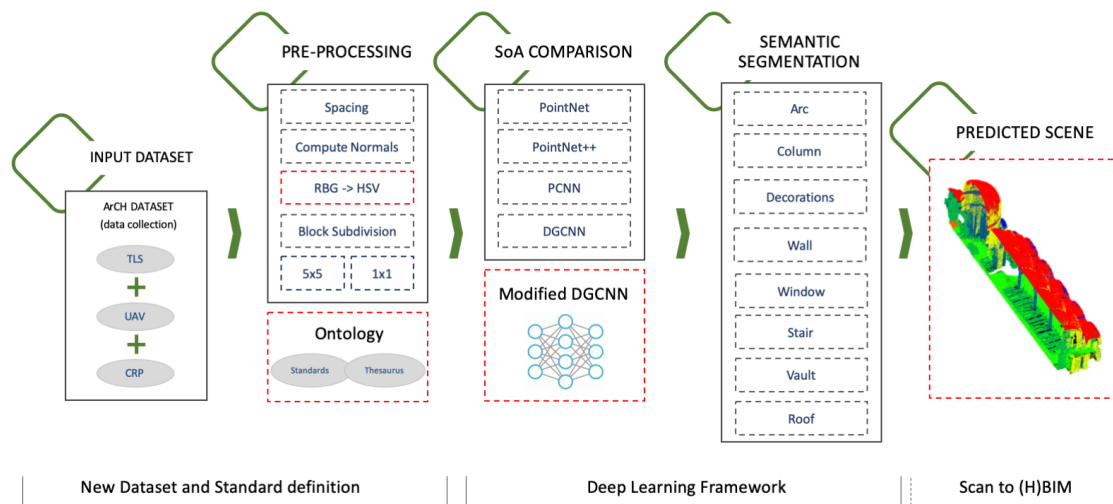 INPUT DATASET
ArCH DATASET
(data collection)
TLS
UAV
CRP
PRE-PROCESSING
Spacing
Compute Normals
RBG -> HSV
Block Subdivision
5x5
1x1
Ontology
Standards
Thesaurus
SoA COMPARISON
PointNet
PointNet++
PCNN
DGCNN
Modified DGCNN
SEMANTIC
SEGMENTATION
Arc
Column
Decorations
Wall
Window
Stair
Vault
Roof
PREDICTED SCENE
New Dataset and Standard definition
Deep Learning Framework
Scan to (H)BIM